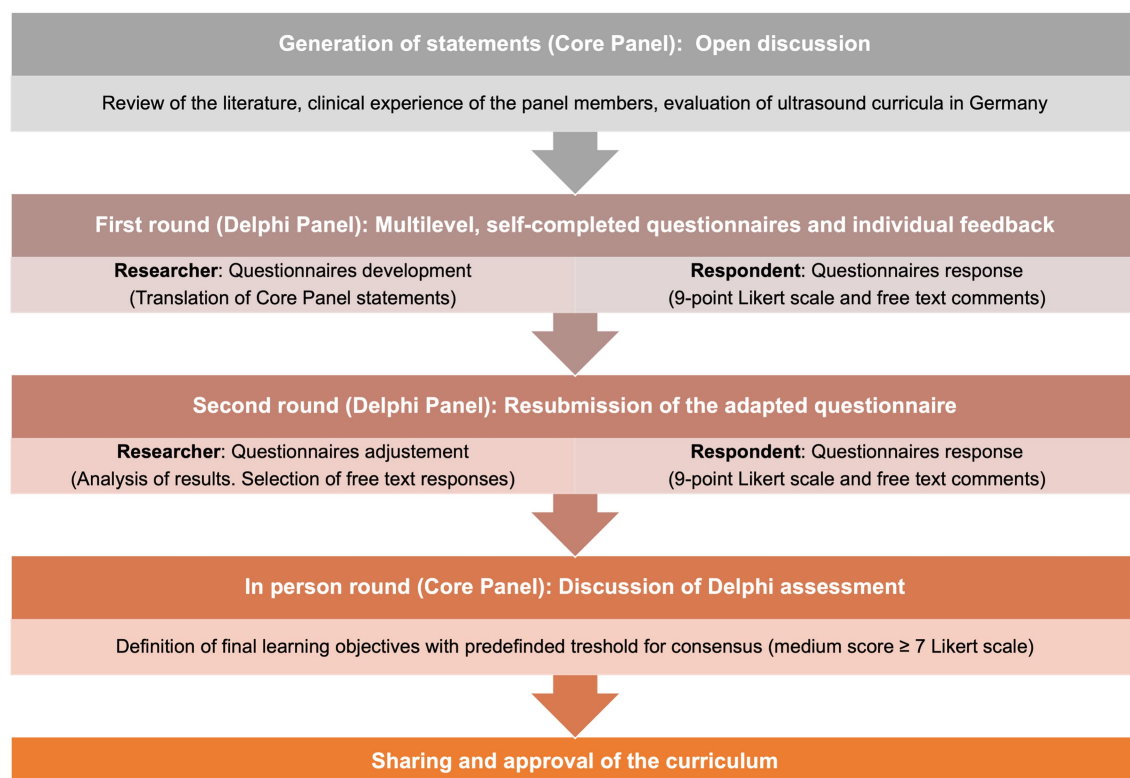 Generation of statements (Core Panel):  Open discussion
Review of the literature, clinical experience of the panel members, evaluation of ultrasound curricula in Germany
First round (Delphi Panel): Multilevel, self-completed questionnaires and individual feedback
Researcher: Questionnaires development
(Translation of Core Panel statements)
Respondent: Questionnaires response
(9-point Likert scale and free text comments)
Second round (Delphi Panel): Resubmission of the adapted questionnaire
Researcher: Questionnaires adjustement
(Analysis of results. Selection of free text responses)
Respondent: Questionnaires response
(9-point Likert scale and free text comments)
In person round (Core Panel): Discussion of Delphi assessment
Definition of final learning objectives with predefinded treshold for consensus (medium score ≥ 7 Likert scale)
Sharing and approval of the curriculum